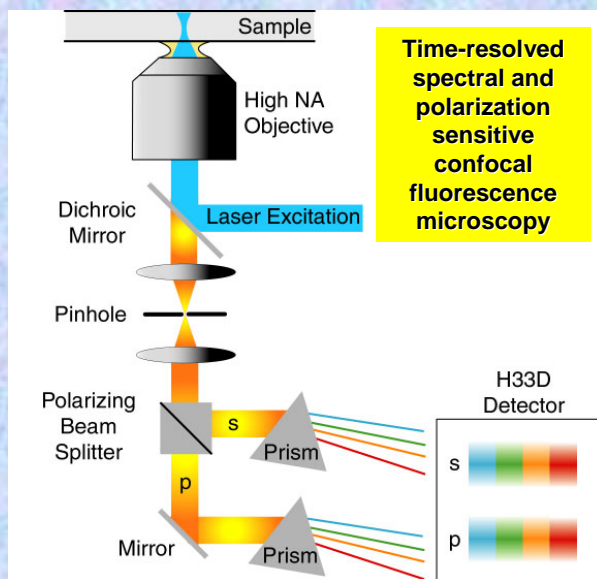 Sample
High NA
Objective
Time-resolved
spectral and
polarization
sensitive
confocal
fluorescence
microscopy
Dichroic
Mirror
Laser Excitation
Pinhole
Polarizing
Beam
Splitter
s
Prism
H33D
Detector
s
p
Mirror
Prism
p